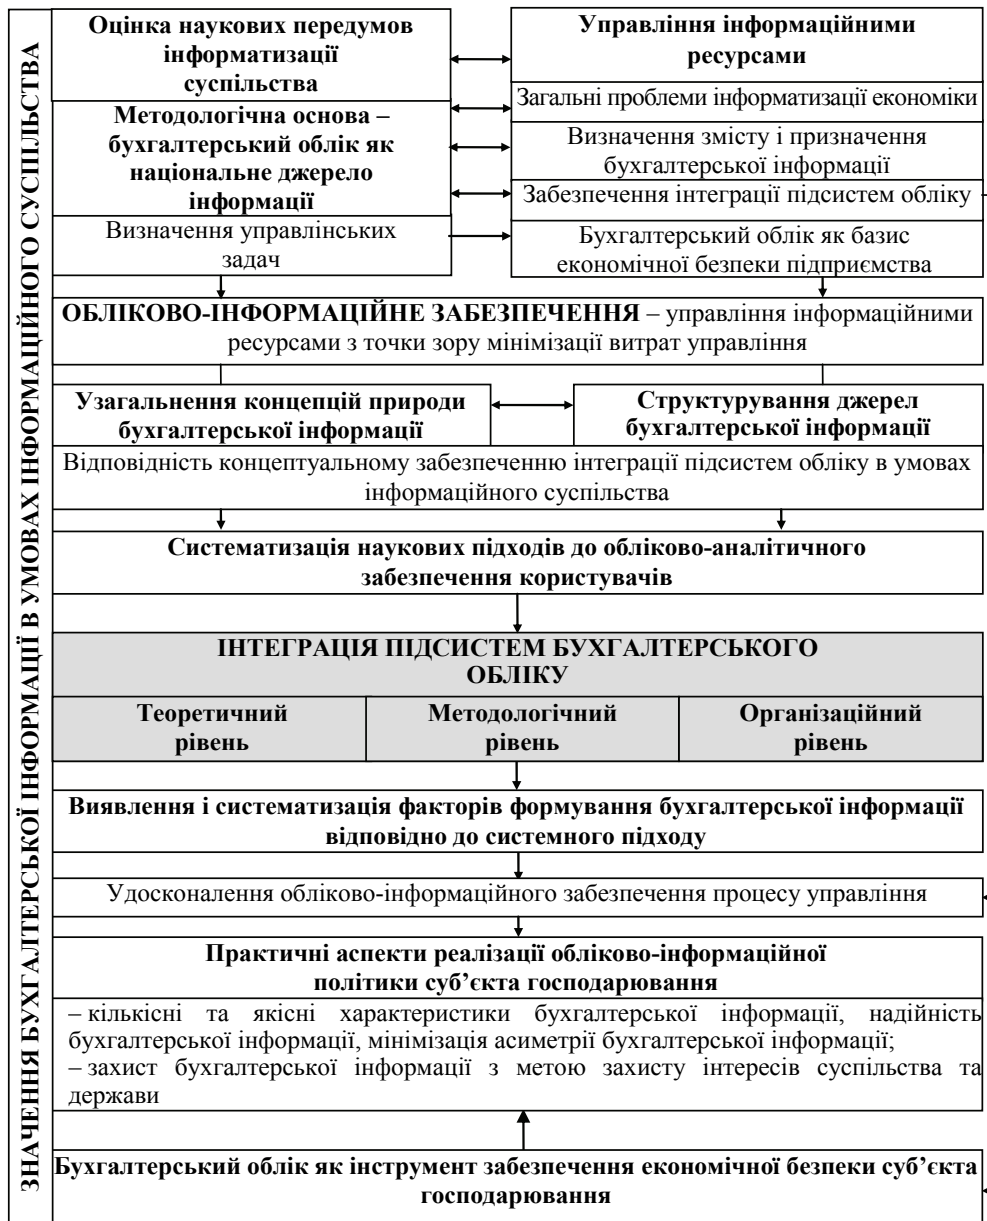 ЗНАЧЕННЯ БУХГАЛТЕРСЬКОЇ ІНФОРМАЦІЇ В УМОВАХ ІНФОРМАЦІЙНОГО СУСПІЛЬСТВА
Оцінка наукових передумов
інформатизації
суспільства
Методологічна основа –
бухгалтерський облік як
національне джерело
інформації
Визначення управлінських
задач
Управління інформаційними
ресурсами
Загальні проблеми інформатизації економіки
Визначення змісту і призначення
бухгалтерської інформації
Забезпечення інтеграції підсистем обліку
Бухгалтерський облік як базис
економічної безпеки підприємства
ОБЛІКОВО-ІНФОРМАЦІЙНЕ ЗАБЕЗПЕЧЕННЯ – управління інформаційними
ресурсами з точки зору мінімізації витрат управління
Узагальнення концепцій природи
бухгалтерської інформації
Структурування джерел
бухгалтерської інформації
Відповідність концептуальному забезпеченню інтеграції підсистем обліку в умовах
інформаційного суспільства
Систематизація наукових підходів до обліково-аналітичного
забезпечення користувачів
ІНТЕГРАЦІЯ ПІДСИСТЕМ БУХГАЛТЕРСЬКОГО
ОБЛІКУ
Теоретичний
рівень
Методологічний
рівень
Організаційний
рівень
Виявлення і систематизація факторів формування бухгалтерської інформації
відповідно до системного підходу
Удосконалення обліково-інформаційного забезпечення процесу управління
Практичні аспекти реалізації обліково-інформаційної
політики суб’єкта господарювання
– кількісні та якісні характеристики бухгалтерської інформації, надійність
бухгалтерської інформації, мінімізація асиметрії бухгалтерської інформації;
– захист бухгалтерської інформації з метою захисту інтересів суспільства та
держави
Бухгалтерський облік як інструмент забезпечення економічної безпеки суб’єкта
господарювання